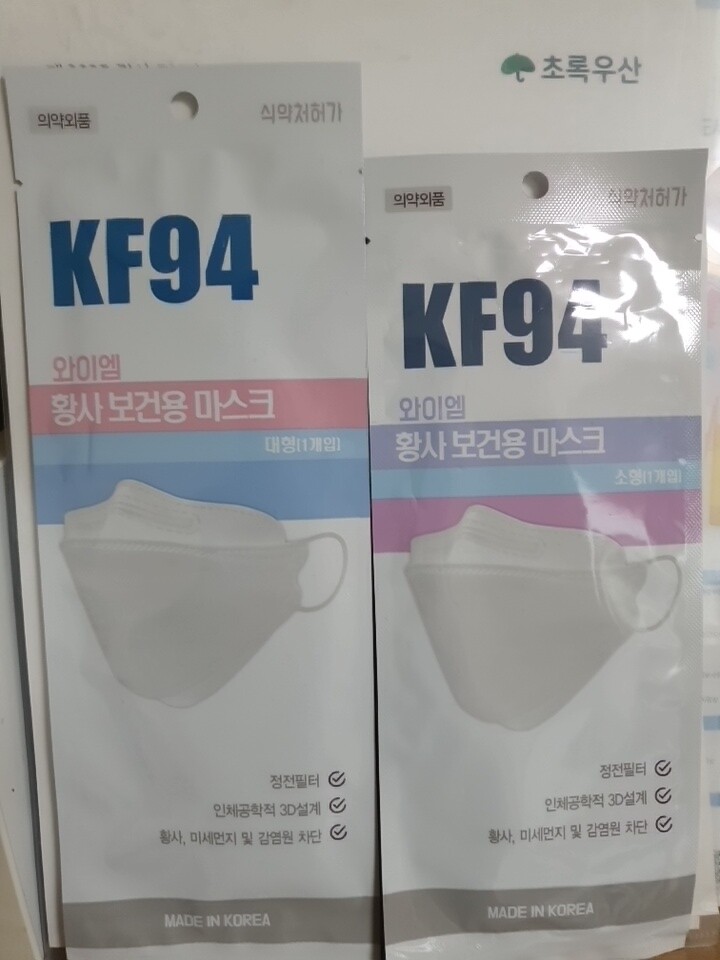 초록우산
의약외품
식약처허가
KF94
와이엠
황사 보건용 마스크
대형(1개입)
정전필터
인체공학적 3D설계
황사, 미세먼지 및 감염원 차단
MADE IN KOREA
의약외품
식약처허가
KF94
와이엠
황사 보건용 마스크
소형(1개입)
정전필터
인체공학적 3D설계
황사, 미세먼지 및 감염원 차단
MADE IN KOREA